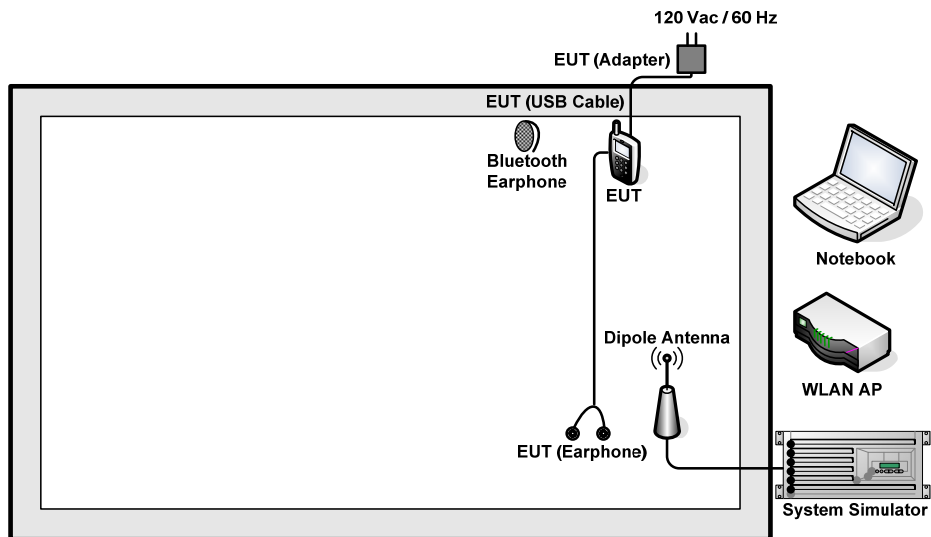 120 Vac / 60 Hz
EUT (Adapter)
EUT (USB Cable)
Bluetooth
Earphone
EUT
Notebook
Dipole Antenna
WLAN AP
EUT (Earphone)
System Simulator